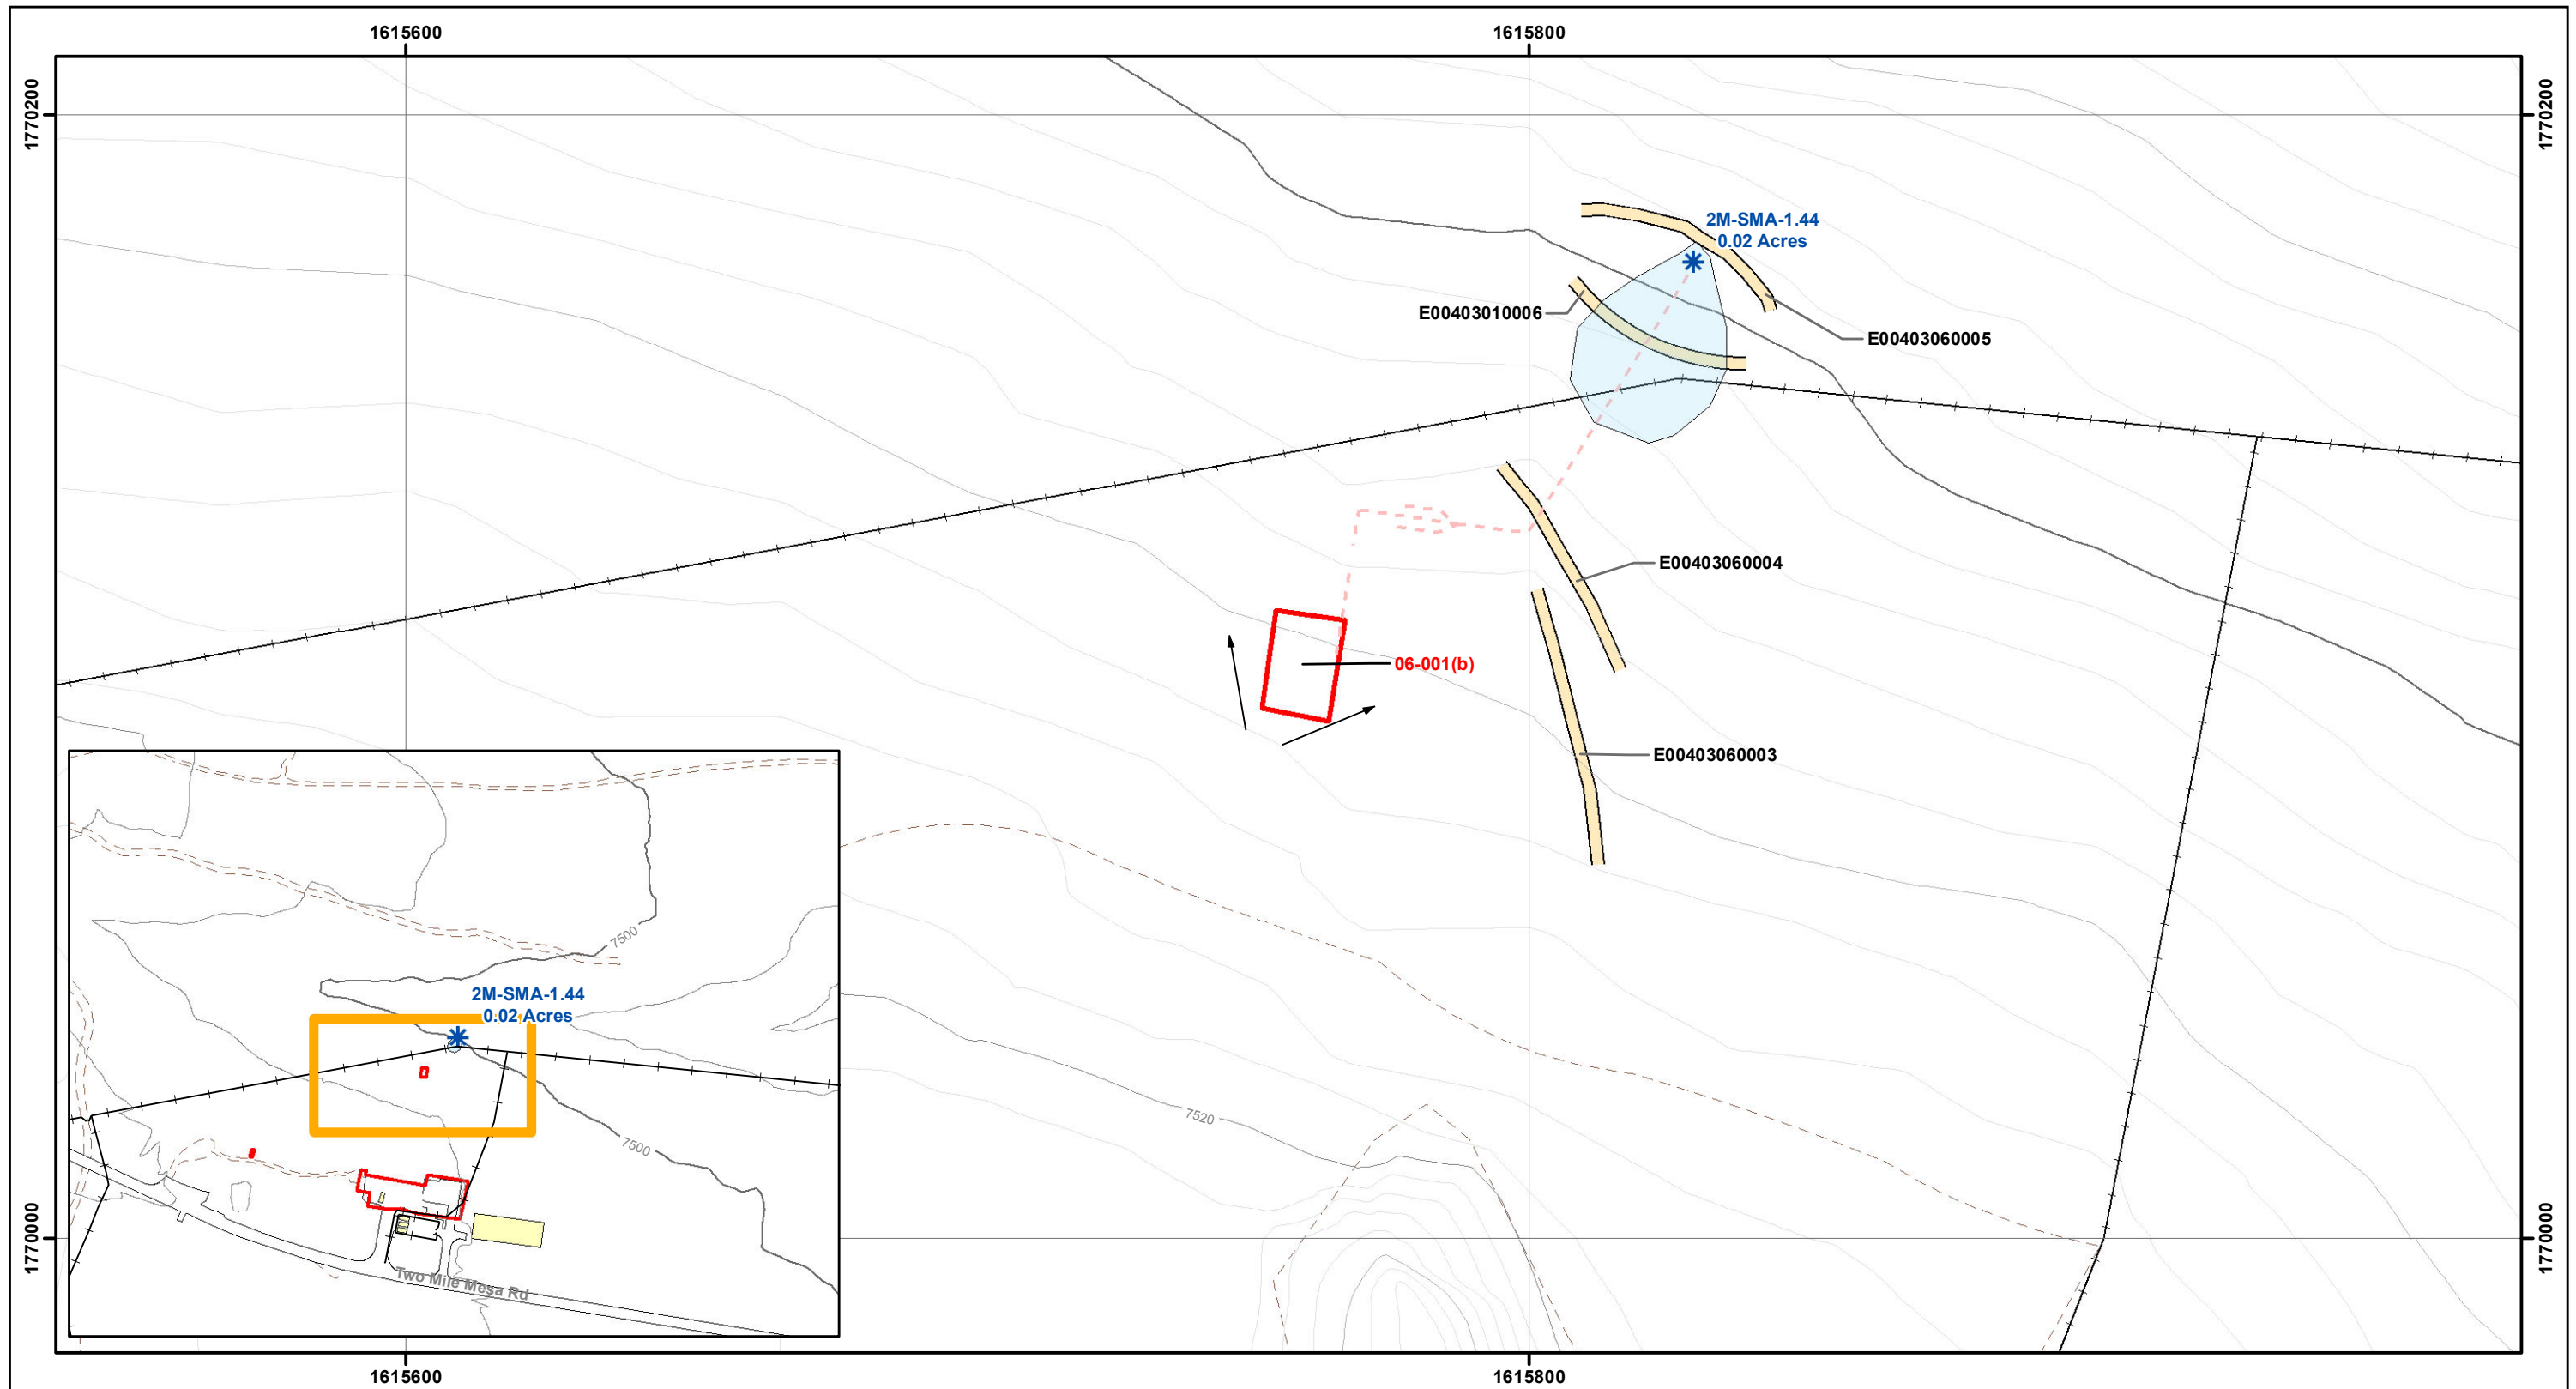 1615600
1615800
1770200
1770200
2M-SMA-1.44
0.02 Acres
E00403010006
E00403060005
E00403060004
06-001(b)
E00403060003
7500
2M-SMA-1.44
0.02 Acres
7520
7500
1770000
1770000
Two Mile Mesa Rd
1615600
1615800